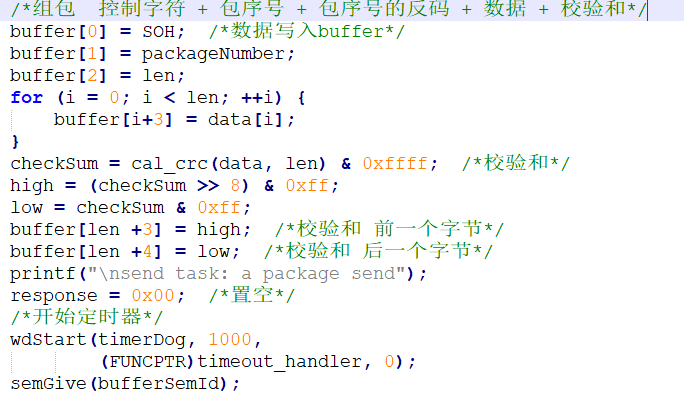 /*组包  控制字符 + 包序号 + 包序号的反码 + 数据 + 校验和*/
buffer[0] = SOH;  /*数据写入buffer*/
buffer[1] = packageNumber;
buffer[2] = len;
for (i = 0; i < len; ++i) {
    buffer[i+3] = data[i];
}
checkSum = cal_crc(data, len) & 0xffff;  /*校验和*/
high = (checkSum >> 8) & 0xff;
low = checkSum & 0xff;
buffer[len +3] = high;  /*校验和 前一个字节*/
buffer[len +4] = low;  /*校验和 后一个字节*/
printf("\nsend task: a package send");
response = 0x00;  /*置空*/
/*开始定时器*/
wdStart(timerDog, 1000,
        (FUNCPTR)timeout_handler, 0);
semGive(bufferSemId);